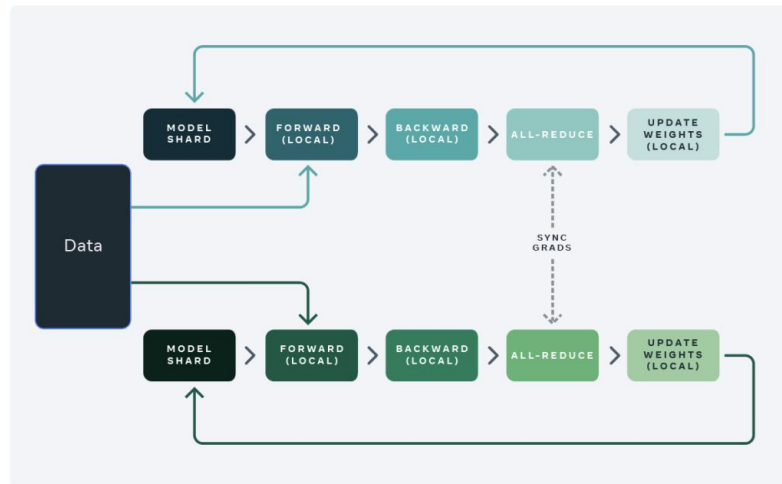 MODEL
SHARD
FORWARD
(LOCAL)
BACKWARD
(LOCAL)
ALL-REDUCE
UPDATE
WEIGHTS
(LOCAL)
Data
SYNC
GRADS
MODEL
SHARD
FORWARD
(LOCAL)
BACKWARD
(LOCAL)
ALL-REDUCE
UPDATE
WEIGHTS
(LOCAL)